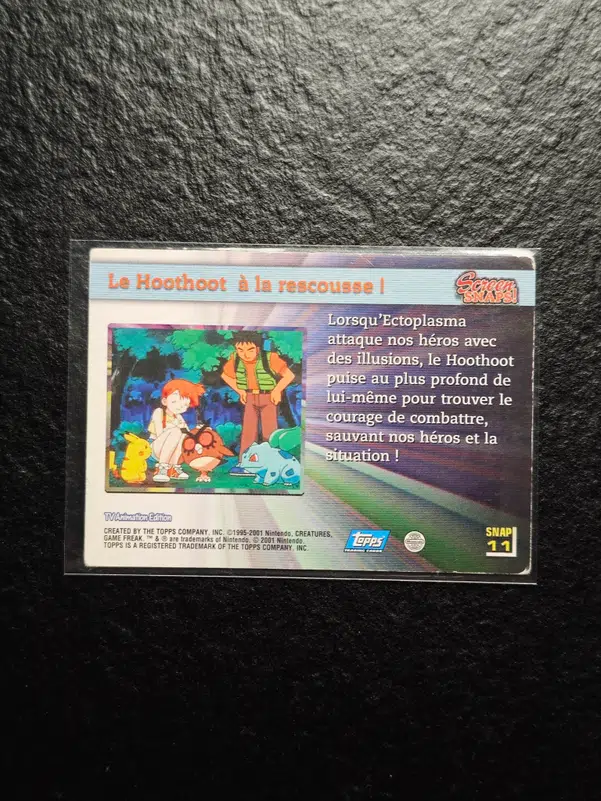 Le Hoothoot à la rescousse !
Screen
SNAPS!
Lorsqu'Ectoplasma
attaque nos héros avec
des illusions, le Hoothoot
puise au plus profond de
lui-même pour trouver le
courage de combattre,
sauvant nos héros et la
situation !
TV Animation Edition
CREATED BY THE TOPPS COMPANY, INC. ©1995-2001 Nintendo, CREATURES,
GAME FREAK. ™ & ® are trademarks of Nintendo. © 2001 Nintendo.
TOPPS IS A REGISTERED TRADEMARK OF THE TOPPS COMPANY, INC.
topps
TRADING CARDS
SNAP
11